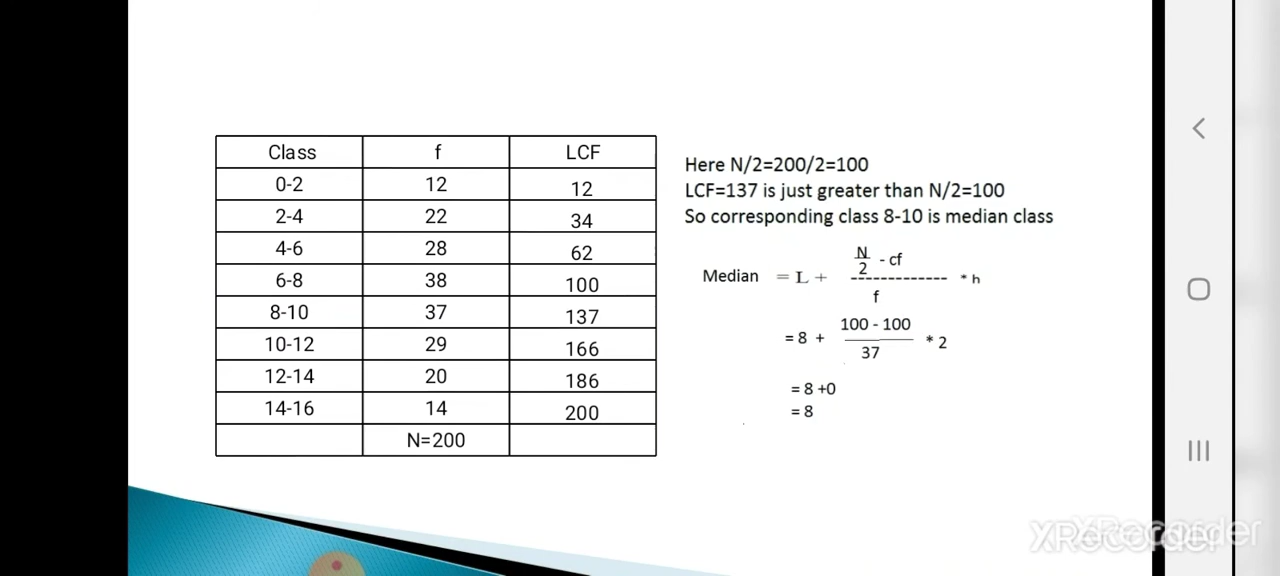 Class f LCF
0-2 12 12
2-4 22 34
4-6 28 62
6-8 38 100
8-10 37 137
10-12 29 166
12-14 20 186
14-16 14 200
N=200
Here N/2=200/2=100
LCF=137 is just greater than N/2=100
So corresponding class 8-10 is median class
N
2 - cf
Median = L + -------------- * h
f
100 - 100
= 8 + ———— * 2
37
= 8 +0
= 8
XRecorder